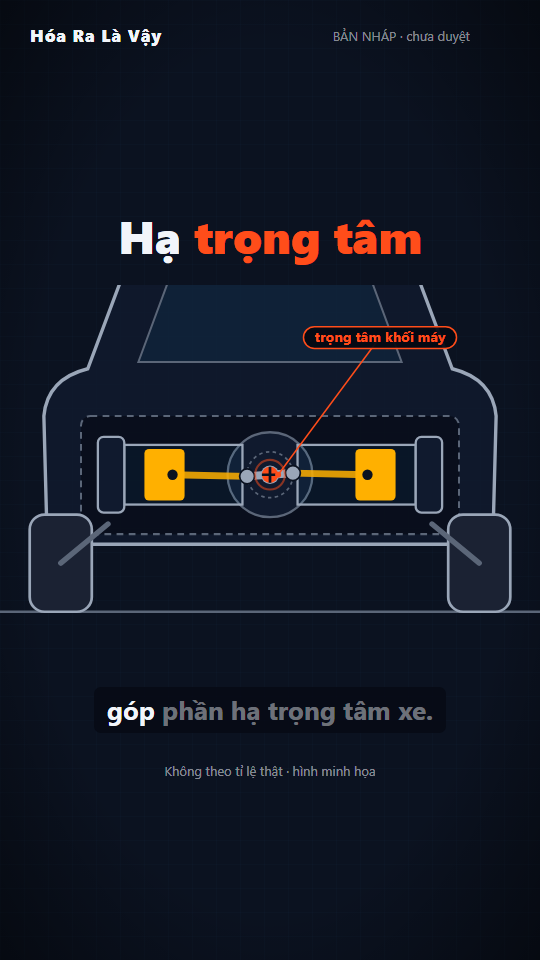 Hóa Ra Là Vậy
BẢN NHÁP · chưa duyệt
Hạ trọng tâm
trọng tâm khối máy
góp phần hạ trọng tâm xe.
Không theo tỉ lệ thật · hình minh họa